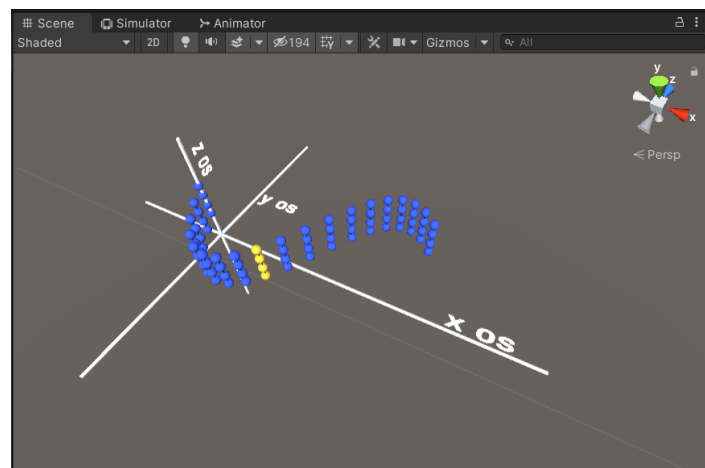 Scene Simulator Animator
Shaded 2D 194 Gizmos All
y
z
x
Persp
z os
y os
x os